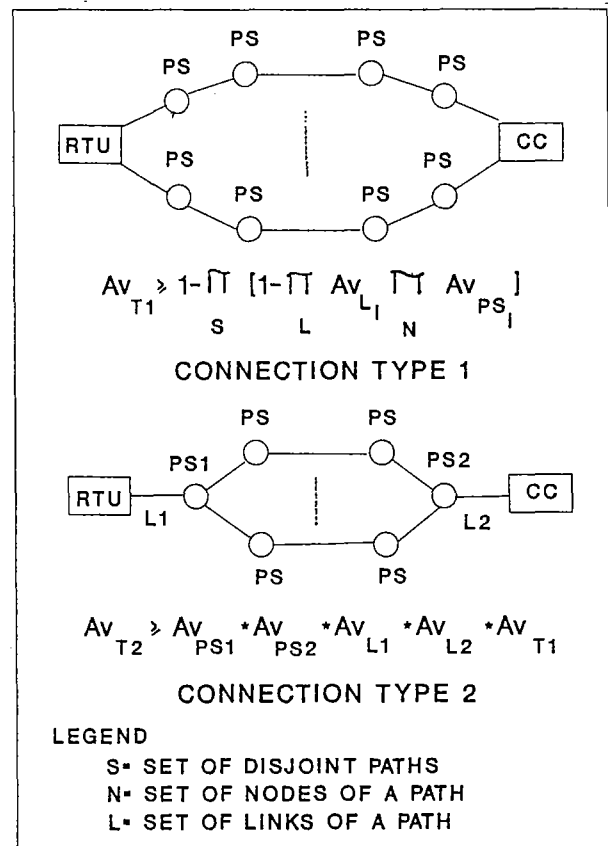 PS PS
PS PS
RTU CC
PS PS
PS PS
Av_T1 ⩾ 1-∏_S [1-∏_L Av_L_I ∏_N Av_PS_I]
CONNECTION TYPE 1
PS PS
PS1 PS2
RTU CC
L1 L2
PS PS
Av_T2 ⩾ Av_PS1 * Av_PS2 * Av_L1 * Av_L2 * Av_T1
CONNECTION TYPE 2
LEGEND
S= SET OF DISJOINT PATHS
N= SET OF NODES OF A PATH
L= SET OF LINKS OF A PATH